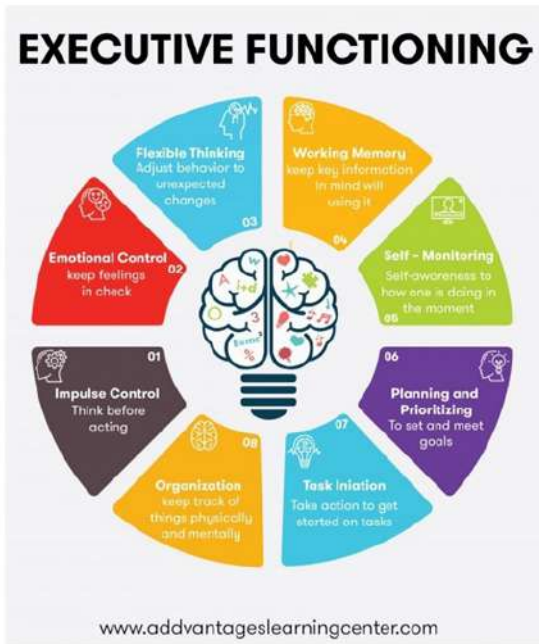 EXECUTIVE FUNCTIONING
01
Impulse Control
Think before
acting
Emotional Control
keep feelings
in check
02
Flexible Thinking
Adjust behavior to
unexpected
changes
03
Working Memory
keep key information
in mind will
using it
04
Self - Monitoring
Self-awareness to
how one is doing in
the moment
05
06
Planning and
Prioritizing
To set and meet
goals
07
Task Iniation
Take action to get
started on tasks
08
Organization
keep track of
things physically
and mentally
W
A
i+d
3
%
www.addvantageslearningcenter.com